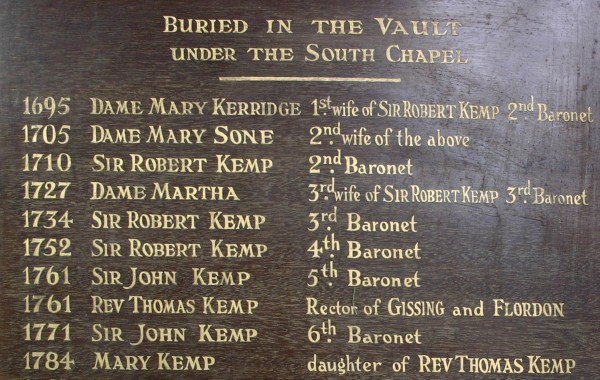 BURIED IN THE VAULT
UNDER THE SOUTH CHAPEL
1695 DAME MARY KERRIDGE 1st wife of SIR ROBERT KEMP 2nd Baronet
1705 DAME MARY SONE 2nd wife of the above
1710 SIR ROBERT KEMP 2nd Baronet
1727 DAME MARTHA 3rd wife of SIR ROBERT KEMP 3rd Baronet
1734 SIR ROBERT KEMP 3rd Baronet
1752 SIR ROBERT KEMP 4th Baronet
1761 SIR JOHN KEMP 5th Baronet
1761 REV THOMAS KEMP Rector of GISSING and FLORDON
1771 SIR JOHN KEMP 6th Baronet
1784 MARY KEMP daughter of REV THOMAS KEMP